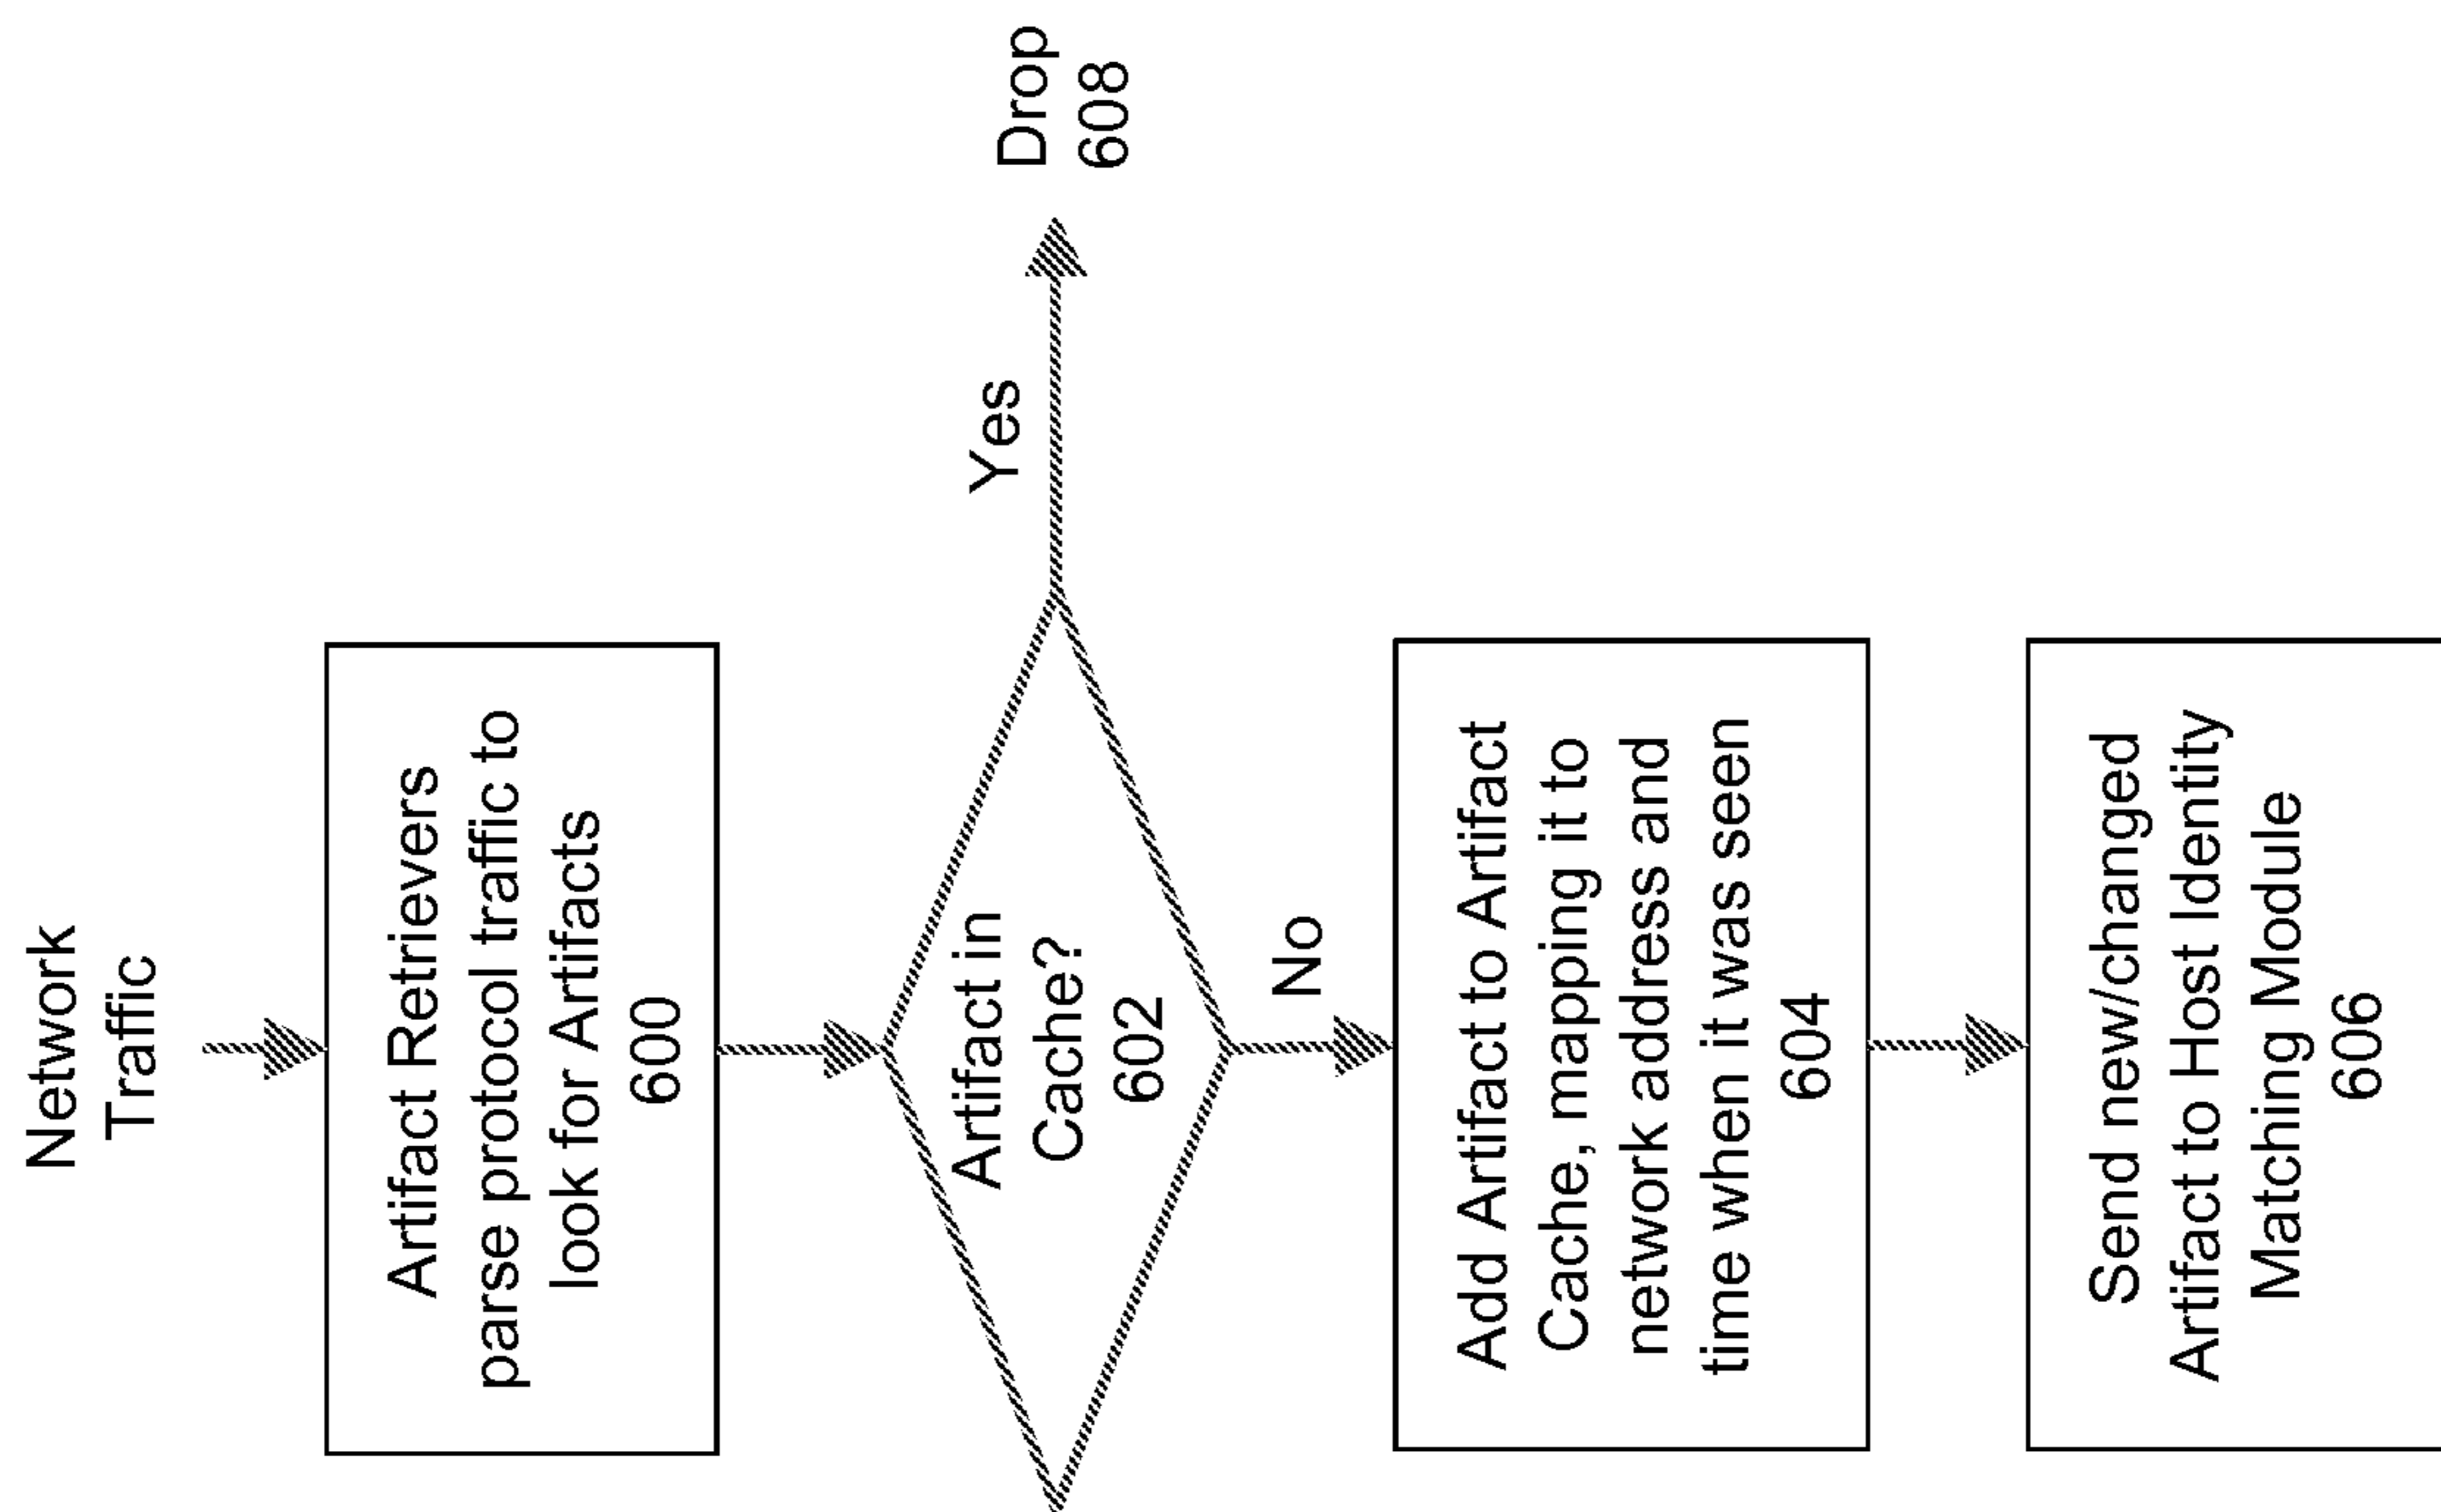 Network
Traffic
Artifact Retrievers
parse protocol traffic to
look for Artifacts
600
Artifact in
Cache?
602
Yes
Drop
608
No
Add Artifact to Artifact
Cache, mapping it to
network address and
time when it was seen
604
Send new/changed
Artifact to Host Identity
Matching Module
606